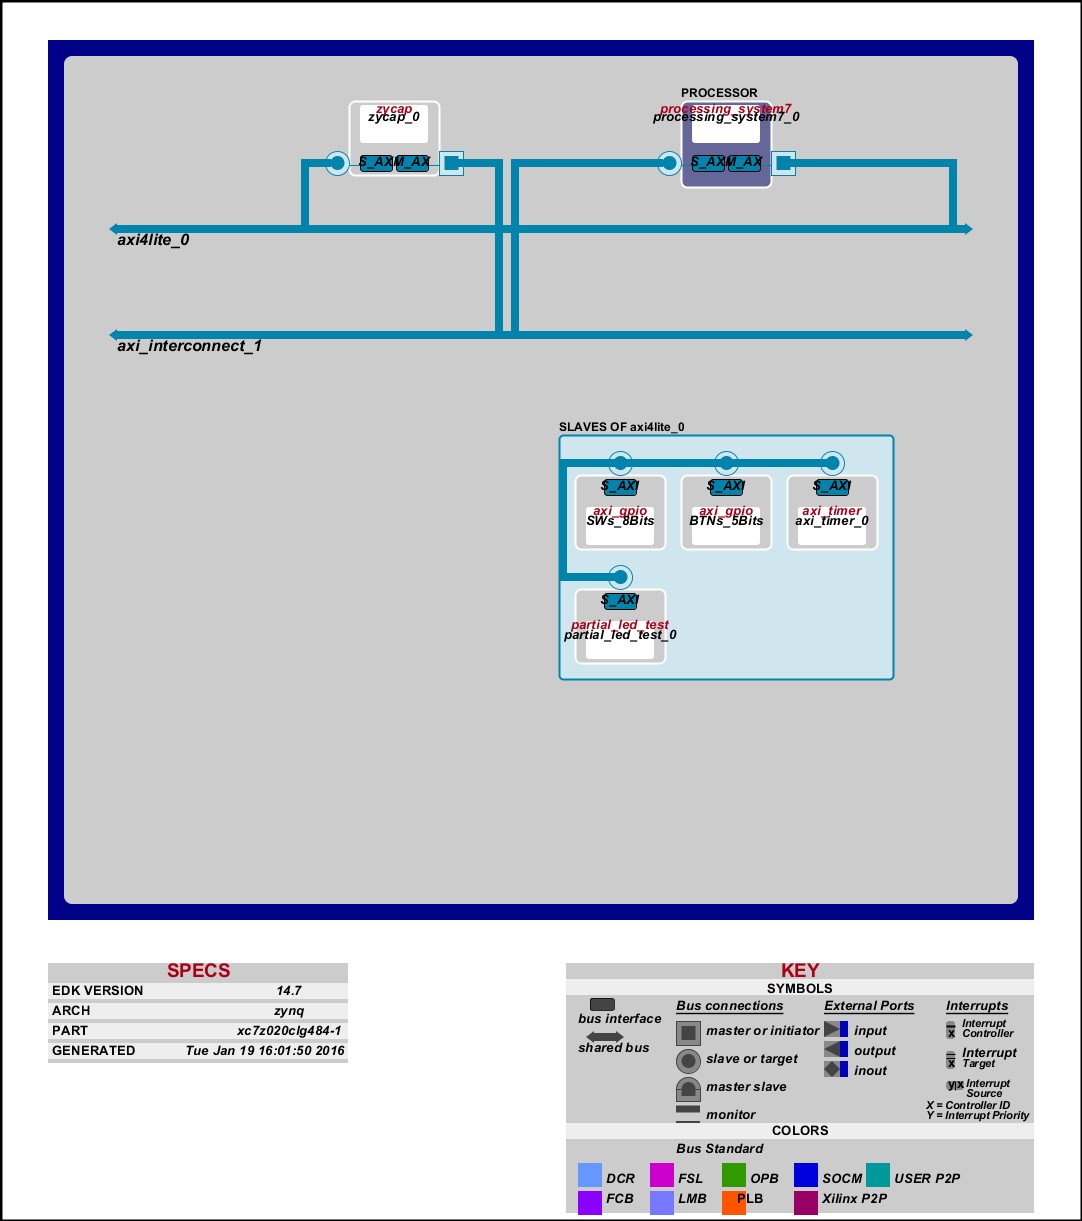 PROCESSOR
zycap
zycap_0
processing_system7
processing_system7_0
S_AXI M_AX
S_AXI M_AX
axi4lite_0
axi_interconnect_1
SLAVES OF axi4lite_0
S_AXI S_AXI S_AXI
axi_gpio axi_gpio axi_timer
SWs_8Bits BTNs_5Bits axi_timer_0
S_AXI
partial_led_test
partial_led_test_0
SPECS
EDK VERSION 14.7
ARCH zynq
PART xc7z020clg484-1
GENERATED Tue Jan 19 16:01:50 2016
KEY
SYMBOLS
bus interface
shared bus
Bus connections
master or initiator
slave or target
master slave
monitor
External Ports
input
output
inout
Interrupts
x Interrupt
Controller
x Interrupt
Target
y x Interrupt
Source
X = Controller ID
Y = Interrupt Priority
COLORS
Bus Standard
DCR FSL OPB SOCM USER P2P
FCB LMB PLB Xilinx P2P